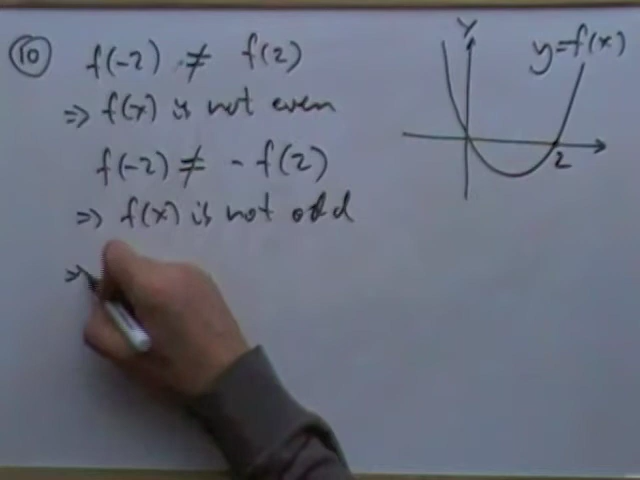 10 f(-2) ≠ f(2)
⇒ f(x) is not even
f(-2) ≠ - f(2)
⇒ f(x) is not odd
⇒
y
y=f(x)
2